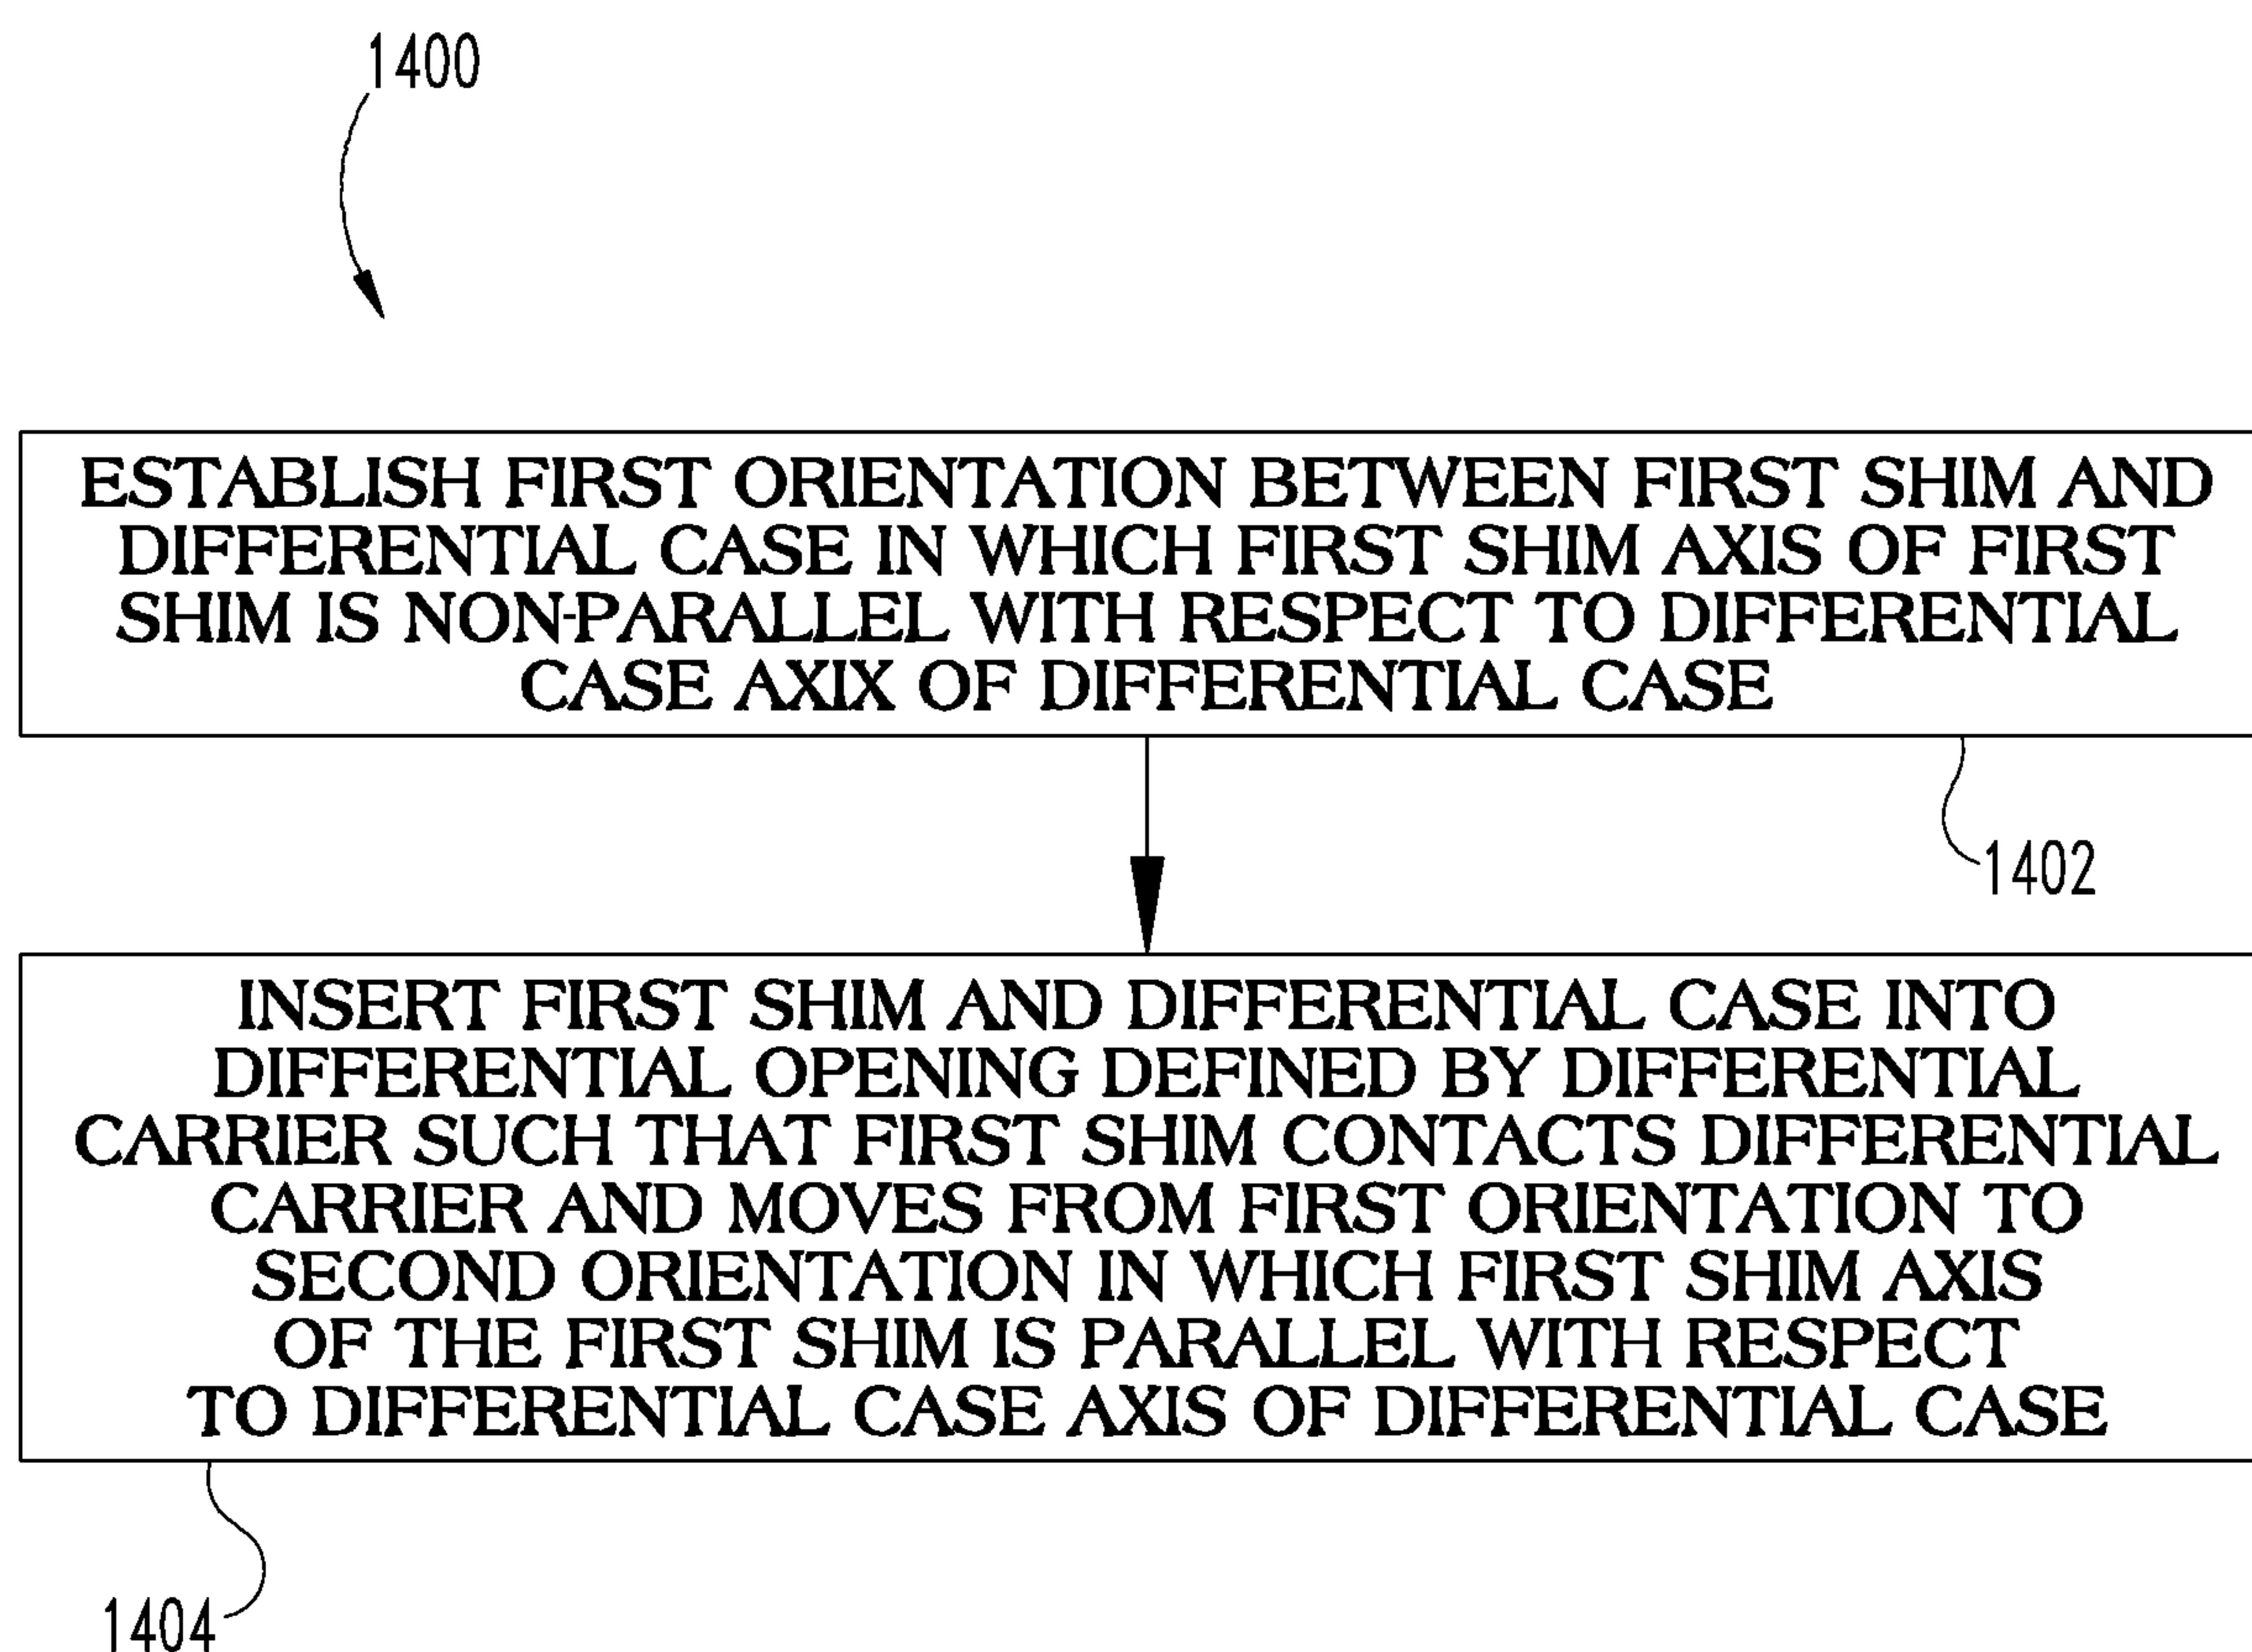 1400
ESTABLISH FIRST ORIENTATION BETWEEN FIRST SHIM AND
DIFFERENTIAL CASE IN WHICH FIRST SHIM AXIS OF FIRST
SHIM IS NON-PARALLEL WITH RESPECT TO DIFFERENTIAL
CASE AXIX OF DIFFERENTIAL CASE
1402
INSERT FIRST SHIM AND DIFFERENTIAL CASE INTO
DIFFERENTIAL OPENING DEFINED BY DIFFERENTIAL
CARRIER SUCH THAT FIRST SHIM CONTACTS DIFFERENTIAL
CARRIER AND MOVES FROM FIRST ORIENTATION TO
SECOND ORIENTATION IN WHICH FIRST SHIM AXIS
OF THE FIRST SHIM IS PARALLEL WITH RESPECT
TO DIFFERENTIAL CASE AXIS OF DIFFERENTIAL CASE
1404